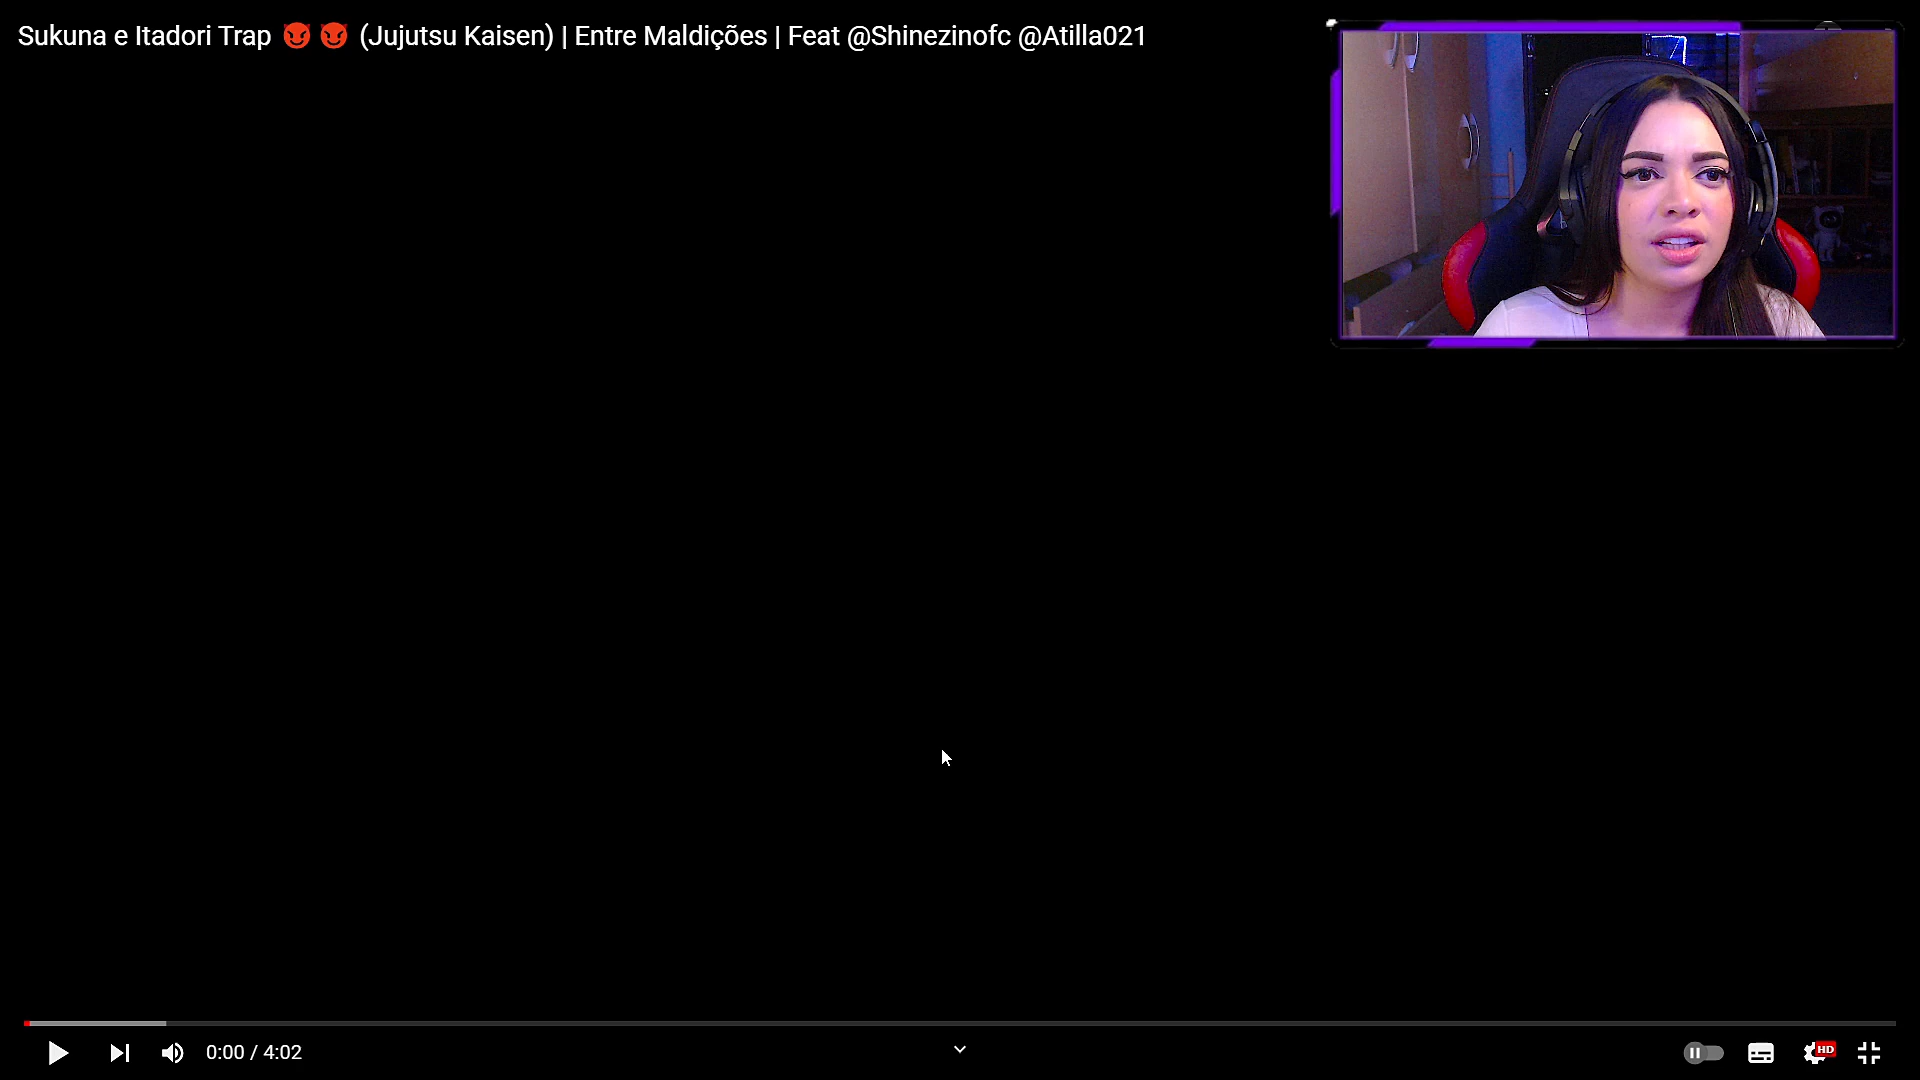 Sukuna e Itadori Trap 😈 😈 (Jujutsu Kaisen) | Entre Maldições | Feat @Shinezinofc @Atilla021
0:00 / 4:02
HD